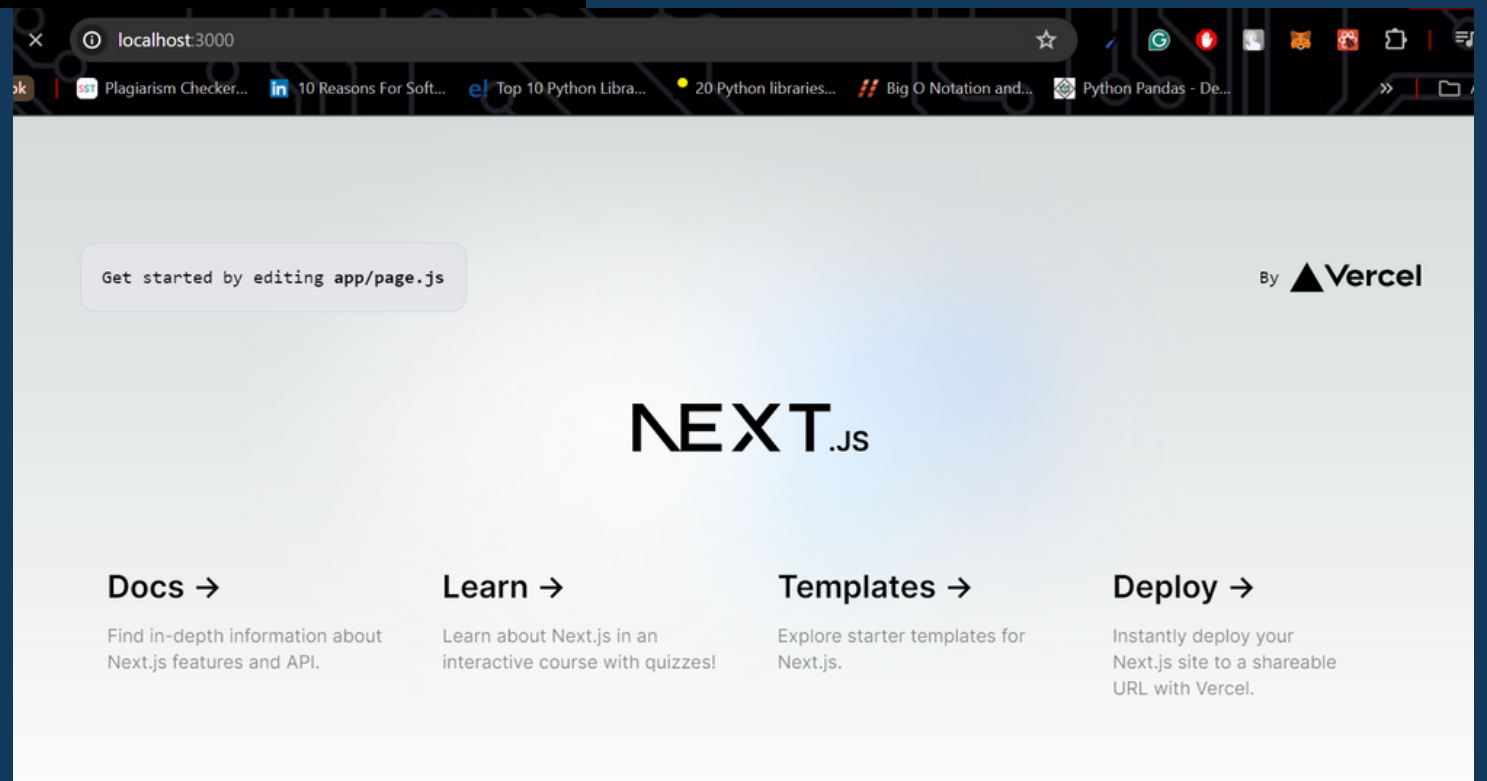 localhost:3000
ok
SST Plagiarism Checker...
in 10 Reasons For Soft...
e! Top 10 Python Libra...
20 Python libraries...
Big O Notation and...
Python Pandas - De...
»
Get started by editing app/page.js
By Vercel
NEXT.JS
Docs →
Find in-depth information about
Next.js features and API.
Learn →
Learn about Next.js in an
interactive course with quizzes!
Templates →
Explore starter templates for
Next.js.
Deploy →
Instantly deploy your
Next.js site to a shareable
URL with Vercel.